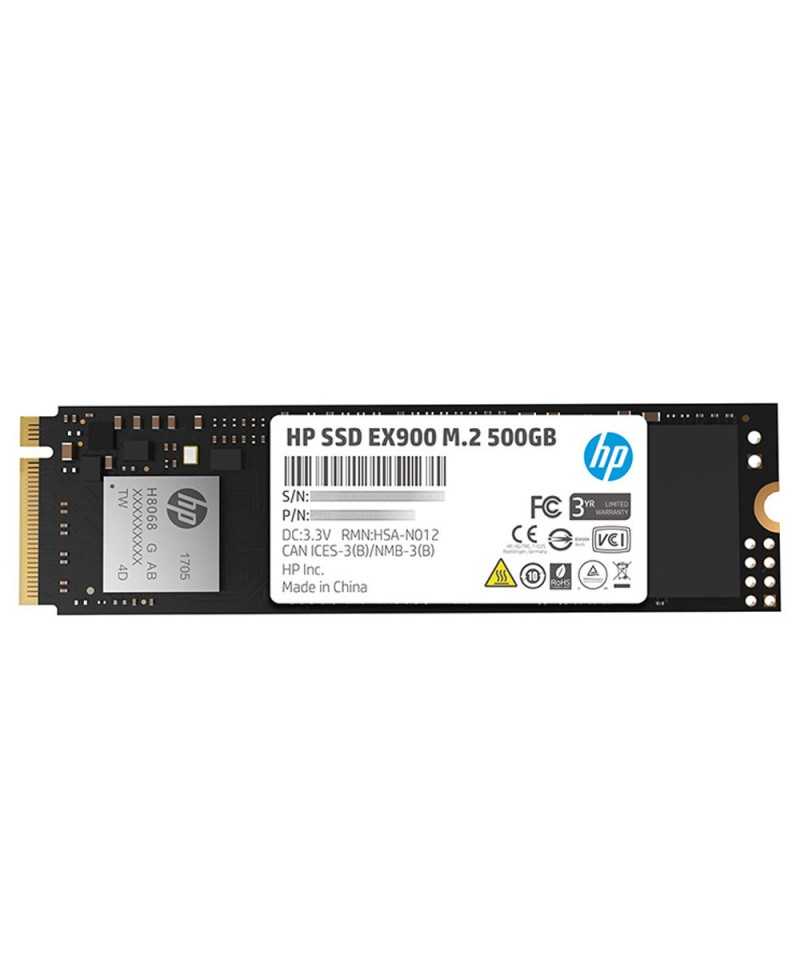 HP SSD EX900 M.2 500GB
hp
S/N:
P/N:
DC:3.3V RMN:HSA-N012
CAN ICES-3(B)/NMB-3(B)
HP Inc.
Made in China
FC
3YR LIMITED WARRANTY
CE
VCI
10
RoHS
hp
H8068 G AB
XXXXXXXXX
TW 4D
1705